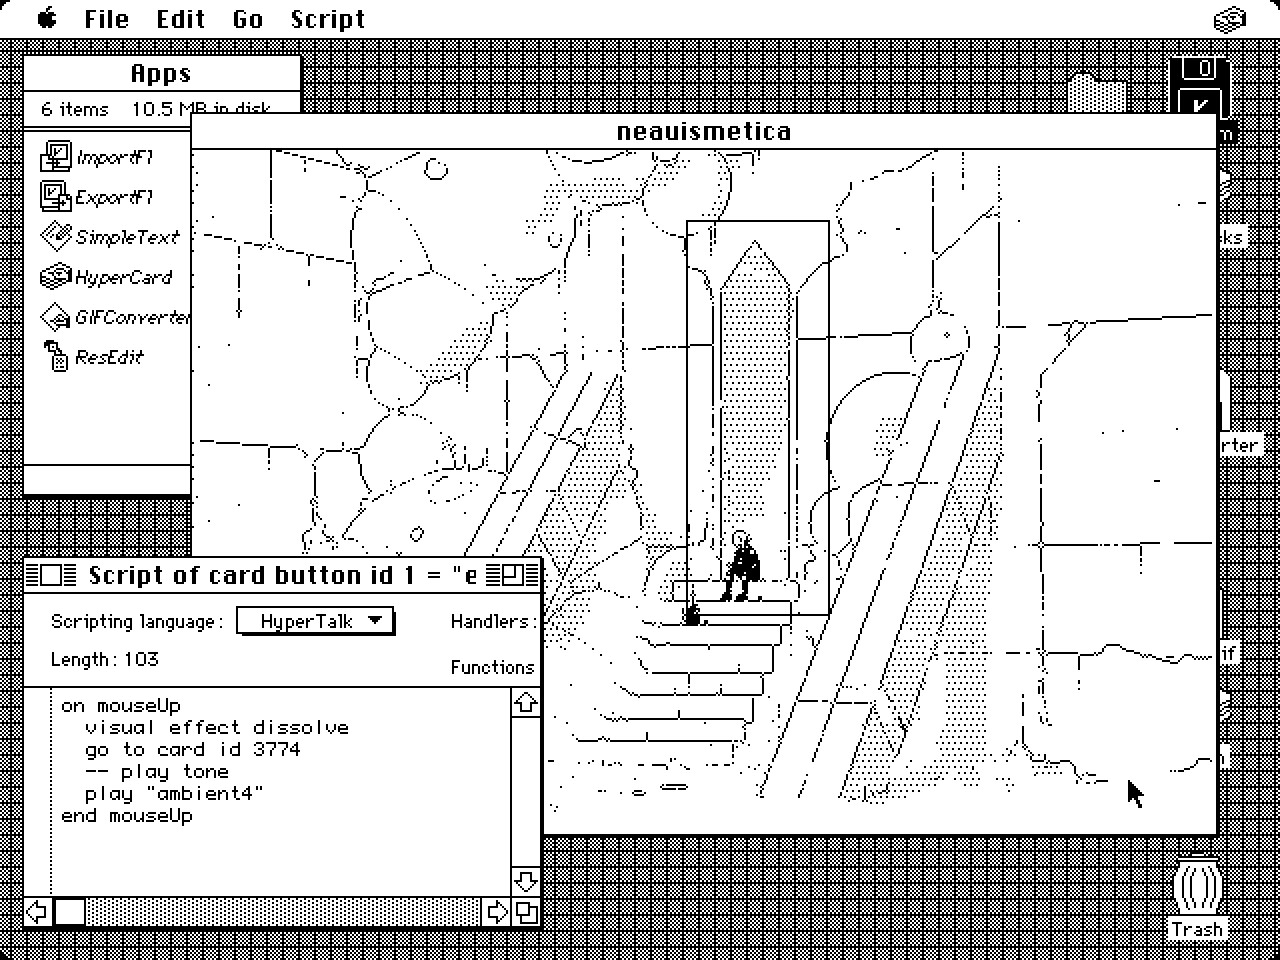 File Edit Go Script
Apps
6 items 10.5 MB in disk
ImportF1
ExportF1
SimpleText
HyperCard
GIFConverter
ResEdit
neauismetica
ks
rter
if
Script of card button id 1 = "e
Scripting language: HyperTalk
Handlers:
Length: 103
Functions
on mouseUp
visual effect dissolve
go to card id 3774
-- play tone
play "ambient4"
end mouseUp
Trash